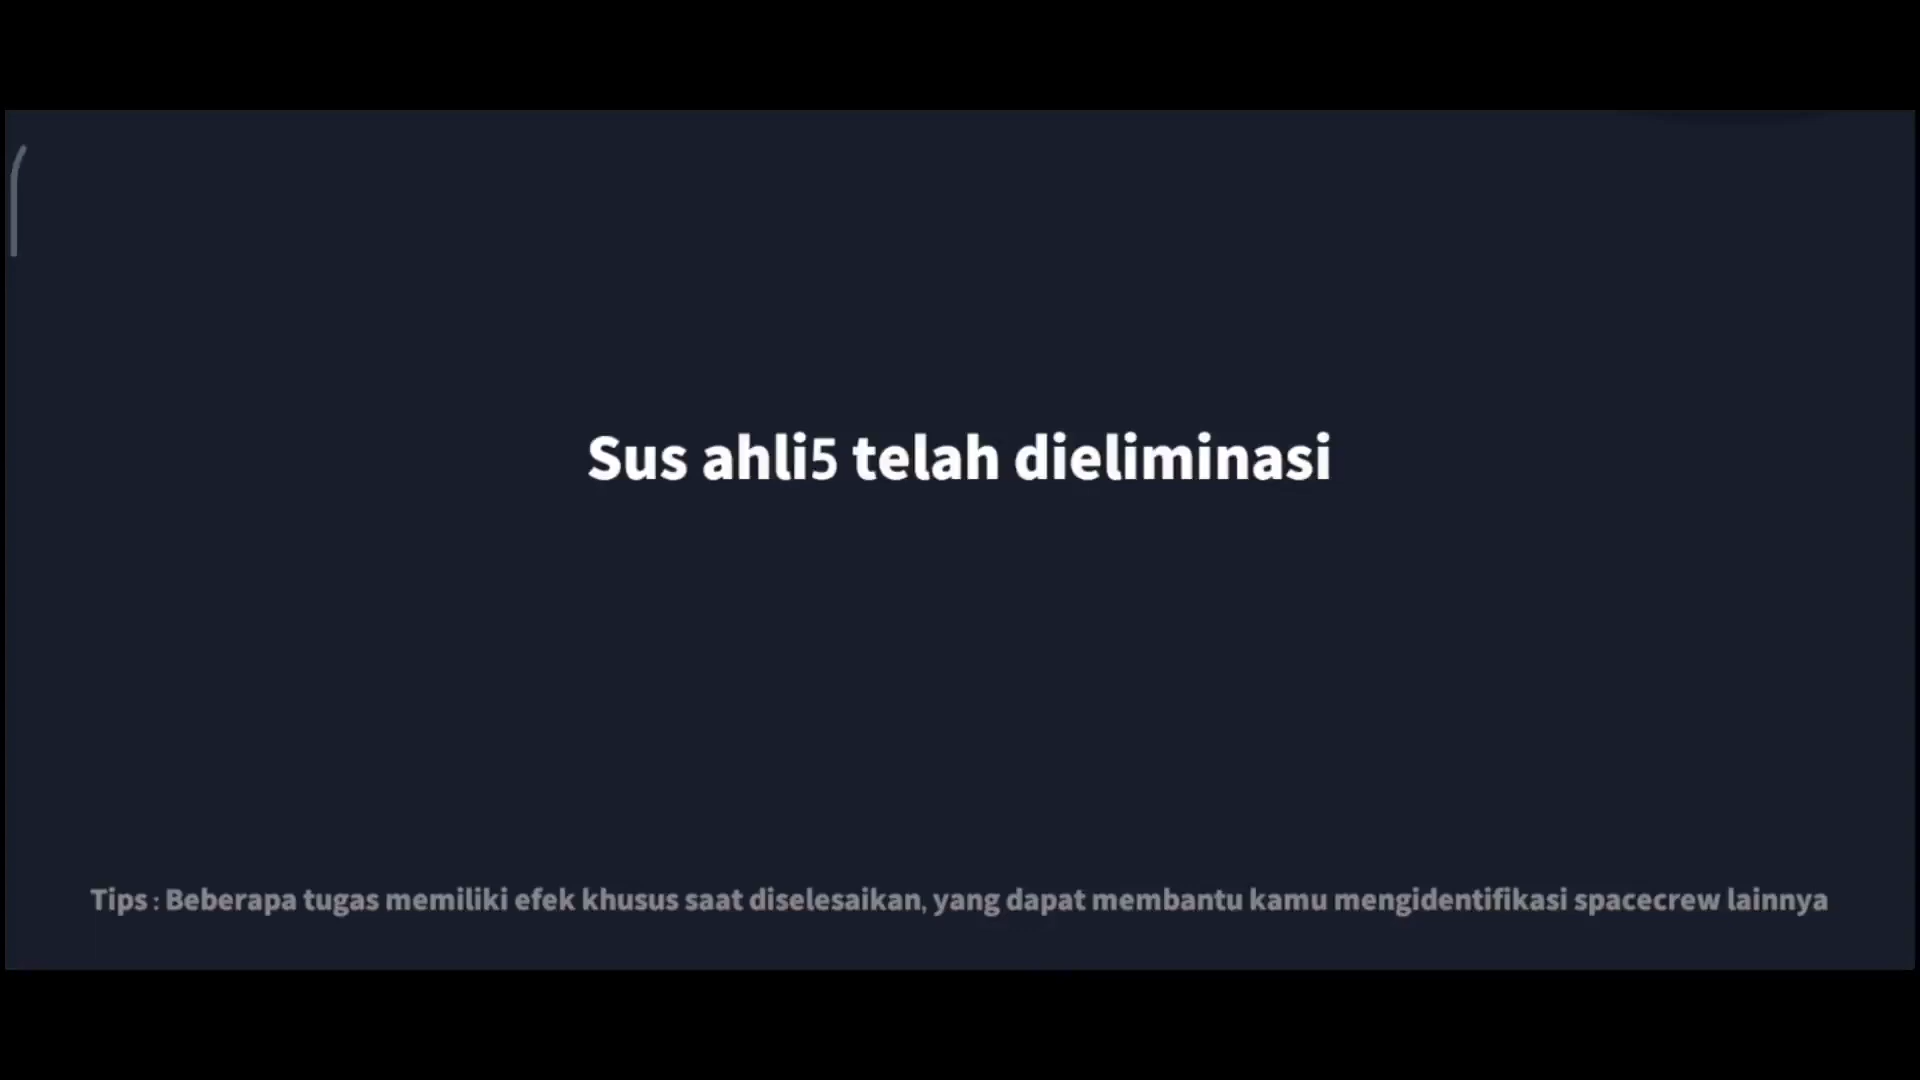 Sus ahli5 telah dieliminasi
Tips : Beberapa tugas memiliki efek khusus saat diselesaikan, yang dapat membantu kamu mengidentifikasi spacecrew lainnya